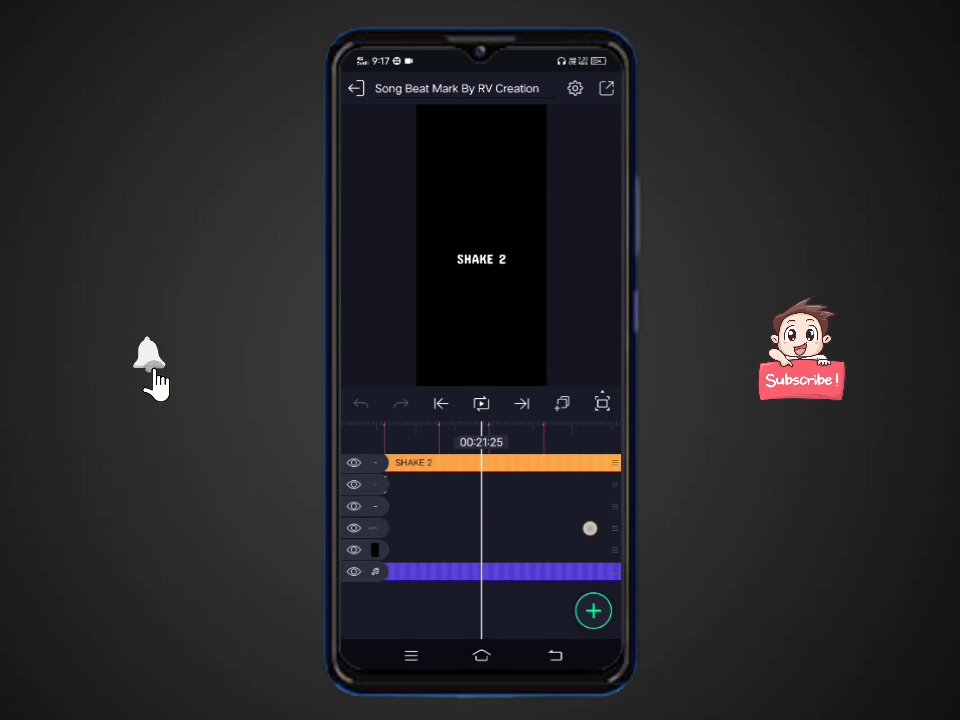 9:17
Song Beat Mark By RV Creation
SHAKE 2
00:21:25
SHAKE 2
Subscribe!